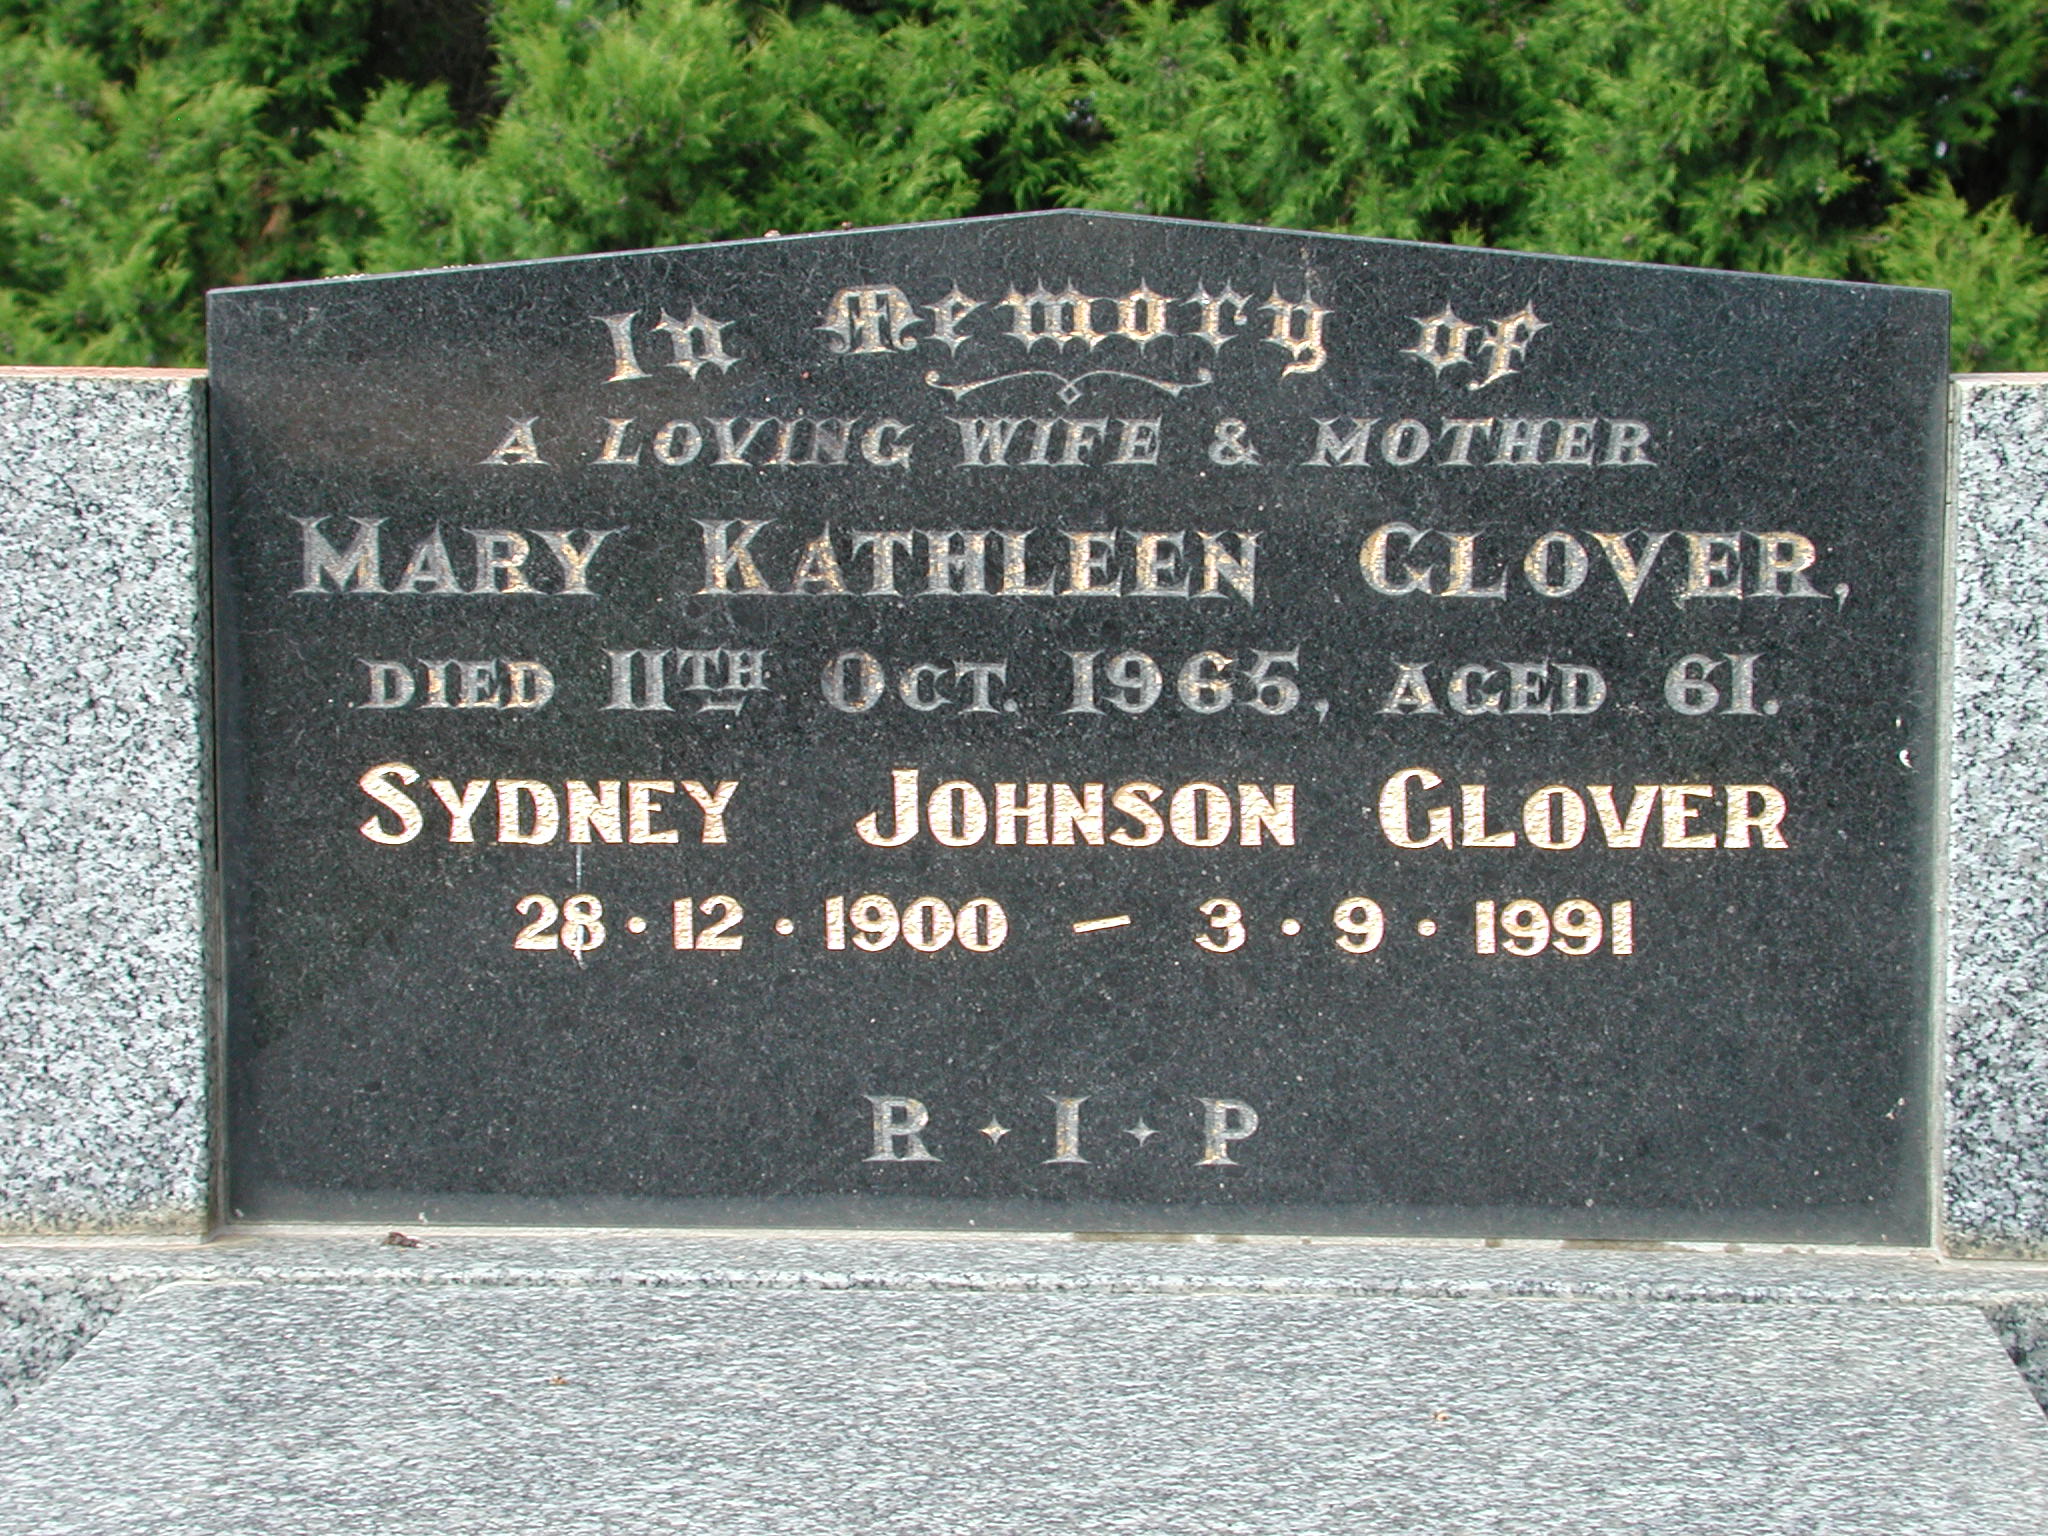 In Memory of
A LOVING WIFE & MOTHER
MARY KATHLEEN GLOVER,
DIED 11TH OCT. 1965, AGED 61.
SYDNEY JOHNSON GLOVER
28·12·1900 – 3·9·1991
R·I·P